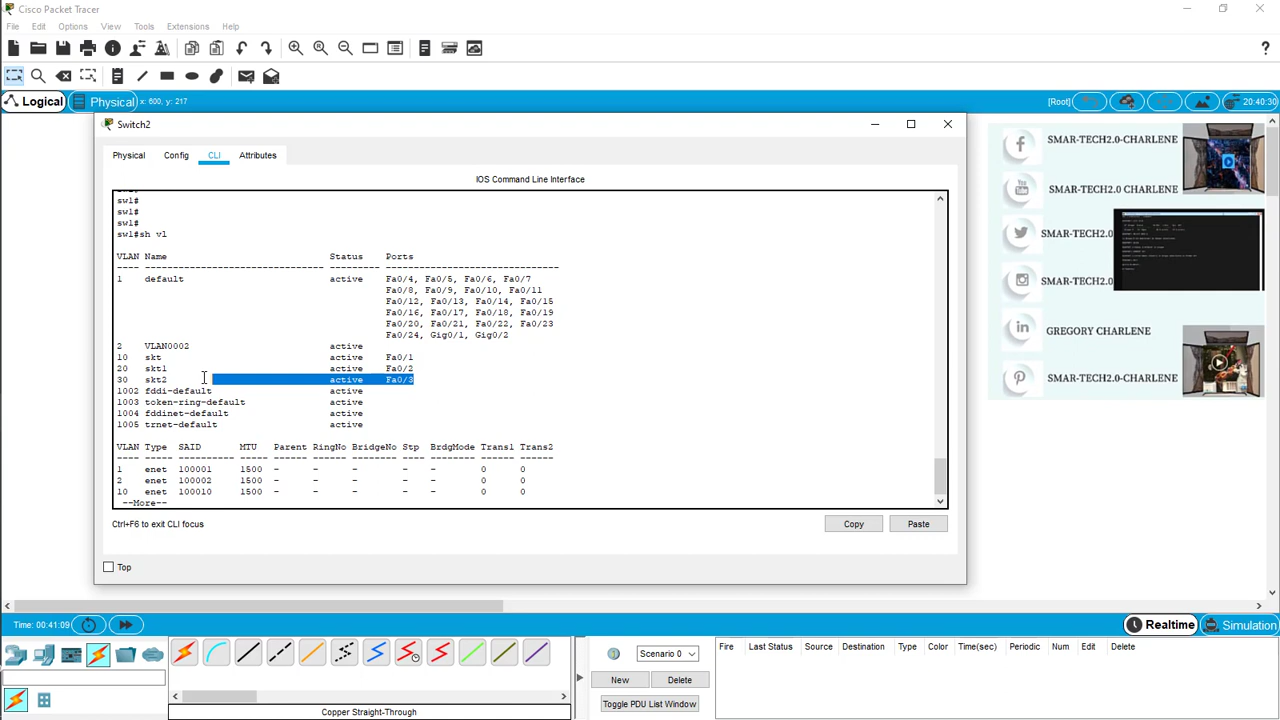 Cisco Packet Tracer
File Edit Options View Tools Extensions Help
Logical Physical x: 600, y: 217 [Root] 20:40:30
Switch2
Physical Config CLI Attributes
IOS Command Line Interface
swl#
swl#
swl#
swl#sh vl
VLAN Name Status Ports
---- -------------------------------- --------- -------------------------------
1 default active Fa0/4, Fa0/5, Fa0/6, Fa0/7
Fa0/8, Fa0/9, Fa0/10, Fa0/11
Fa0/12, Fa0/13, Fa0/14, Fa0/15
Fa0/16, Fa0/17, Fa0/18, Fa0/19
Fa0/20, Fa0/21, Fa0/22, Fa0/23
Fa0/24, Gig0/1, Gig0/2
2 VLAN0002 active
10 skt active Fa0/1
20 skt1 active Fa0/2
30 skt2 active Fa0/3
1002 fddi-default active
1003 token-ring-default active
1004 fddinet-default active
1005 trnet-default active
VLAN Type SAID MTU Parent RingNo BridgeNo Stp BrdgMode Trans1 Trans2
---- ----- ---------- ----- ------ ------ -------- ---- -------- ------ ------
1 enet 100001 1500 - - - - - 0 0
2 enet 100002 1500 - - - - - 0 0
10 enet 100010 1500 - - - - - 0 0
--More--
Ctrl+F6 to exit CLI focus
Copy Paste
Top
SMAR-TECH2.0-CHARLENE
SMAR-TECH2.0 CHARLENE
SMAR-TECH2.0
SMAR-TECH2.0
GREGORY CHARLENE
SMAR-TECH2.0-CHARLENE
Time: 00:41:09 Realtime Simulation
Scenario 0
New Delete
Toggle PDU List Window
Fire Last Status Source Destination Type Color Time(sec) Periodic Num Edit Delete
Copper Straight-Through